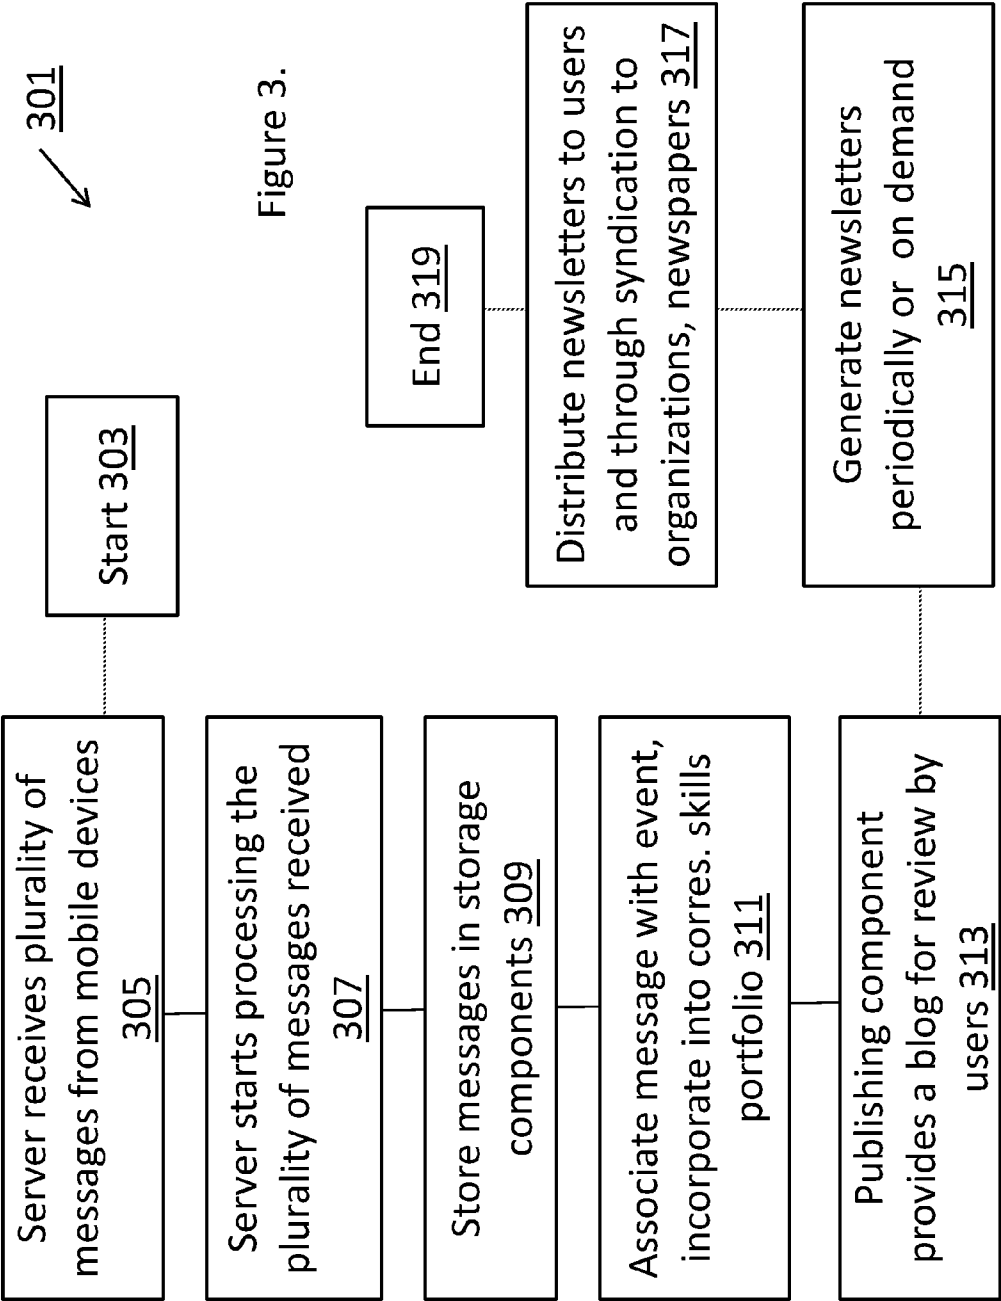 301
Figure 3.
Start 303
Server receives plurality of
messages from mobile devices
305
Server starts processing the
plurality of messages received
307
Store messages in storage
components 309
Associate message with event,
incorporate into corres. skills
portfolio 311
Publishing component
provides a blog for review by
users 313
Generate newsletters
periodically or  on demand
315
Distribute newsletters to users
and through syndication to
organizations, newspapers 317
End 319